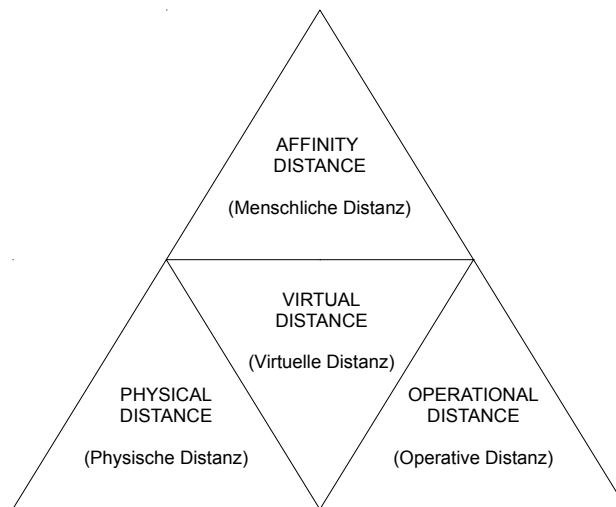 AFFINITY
DISTANCE
(Menschliche Distanz)
VIRTUAL
DISTANCE
(Virtuelle Distanz)
PHYSICAL
DISTANCE
(Physische Distanz)
OPERATIONAL
DISTANCE
(Operative Distanz)